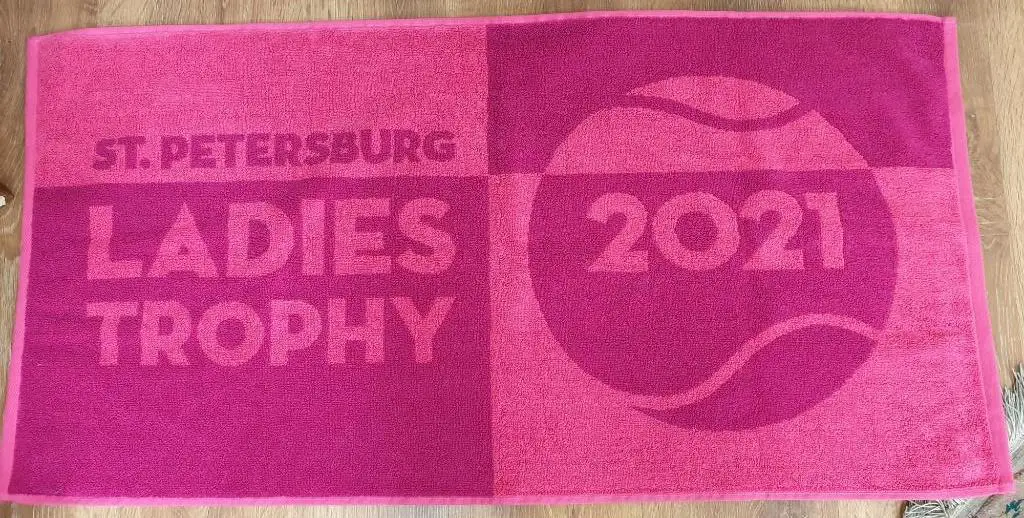 ST. PETERSBURG
LADIES
TROPHY
2021